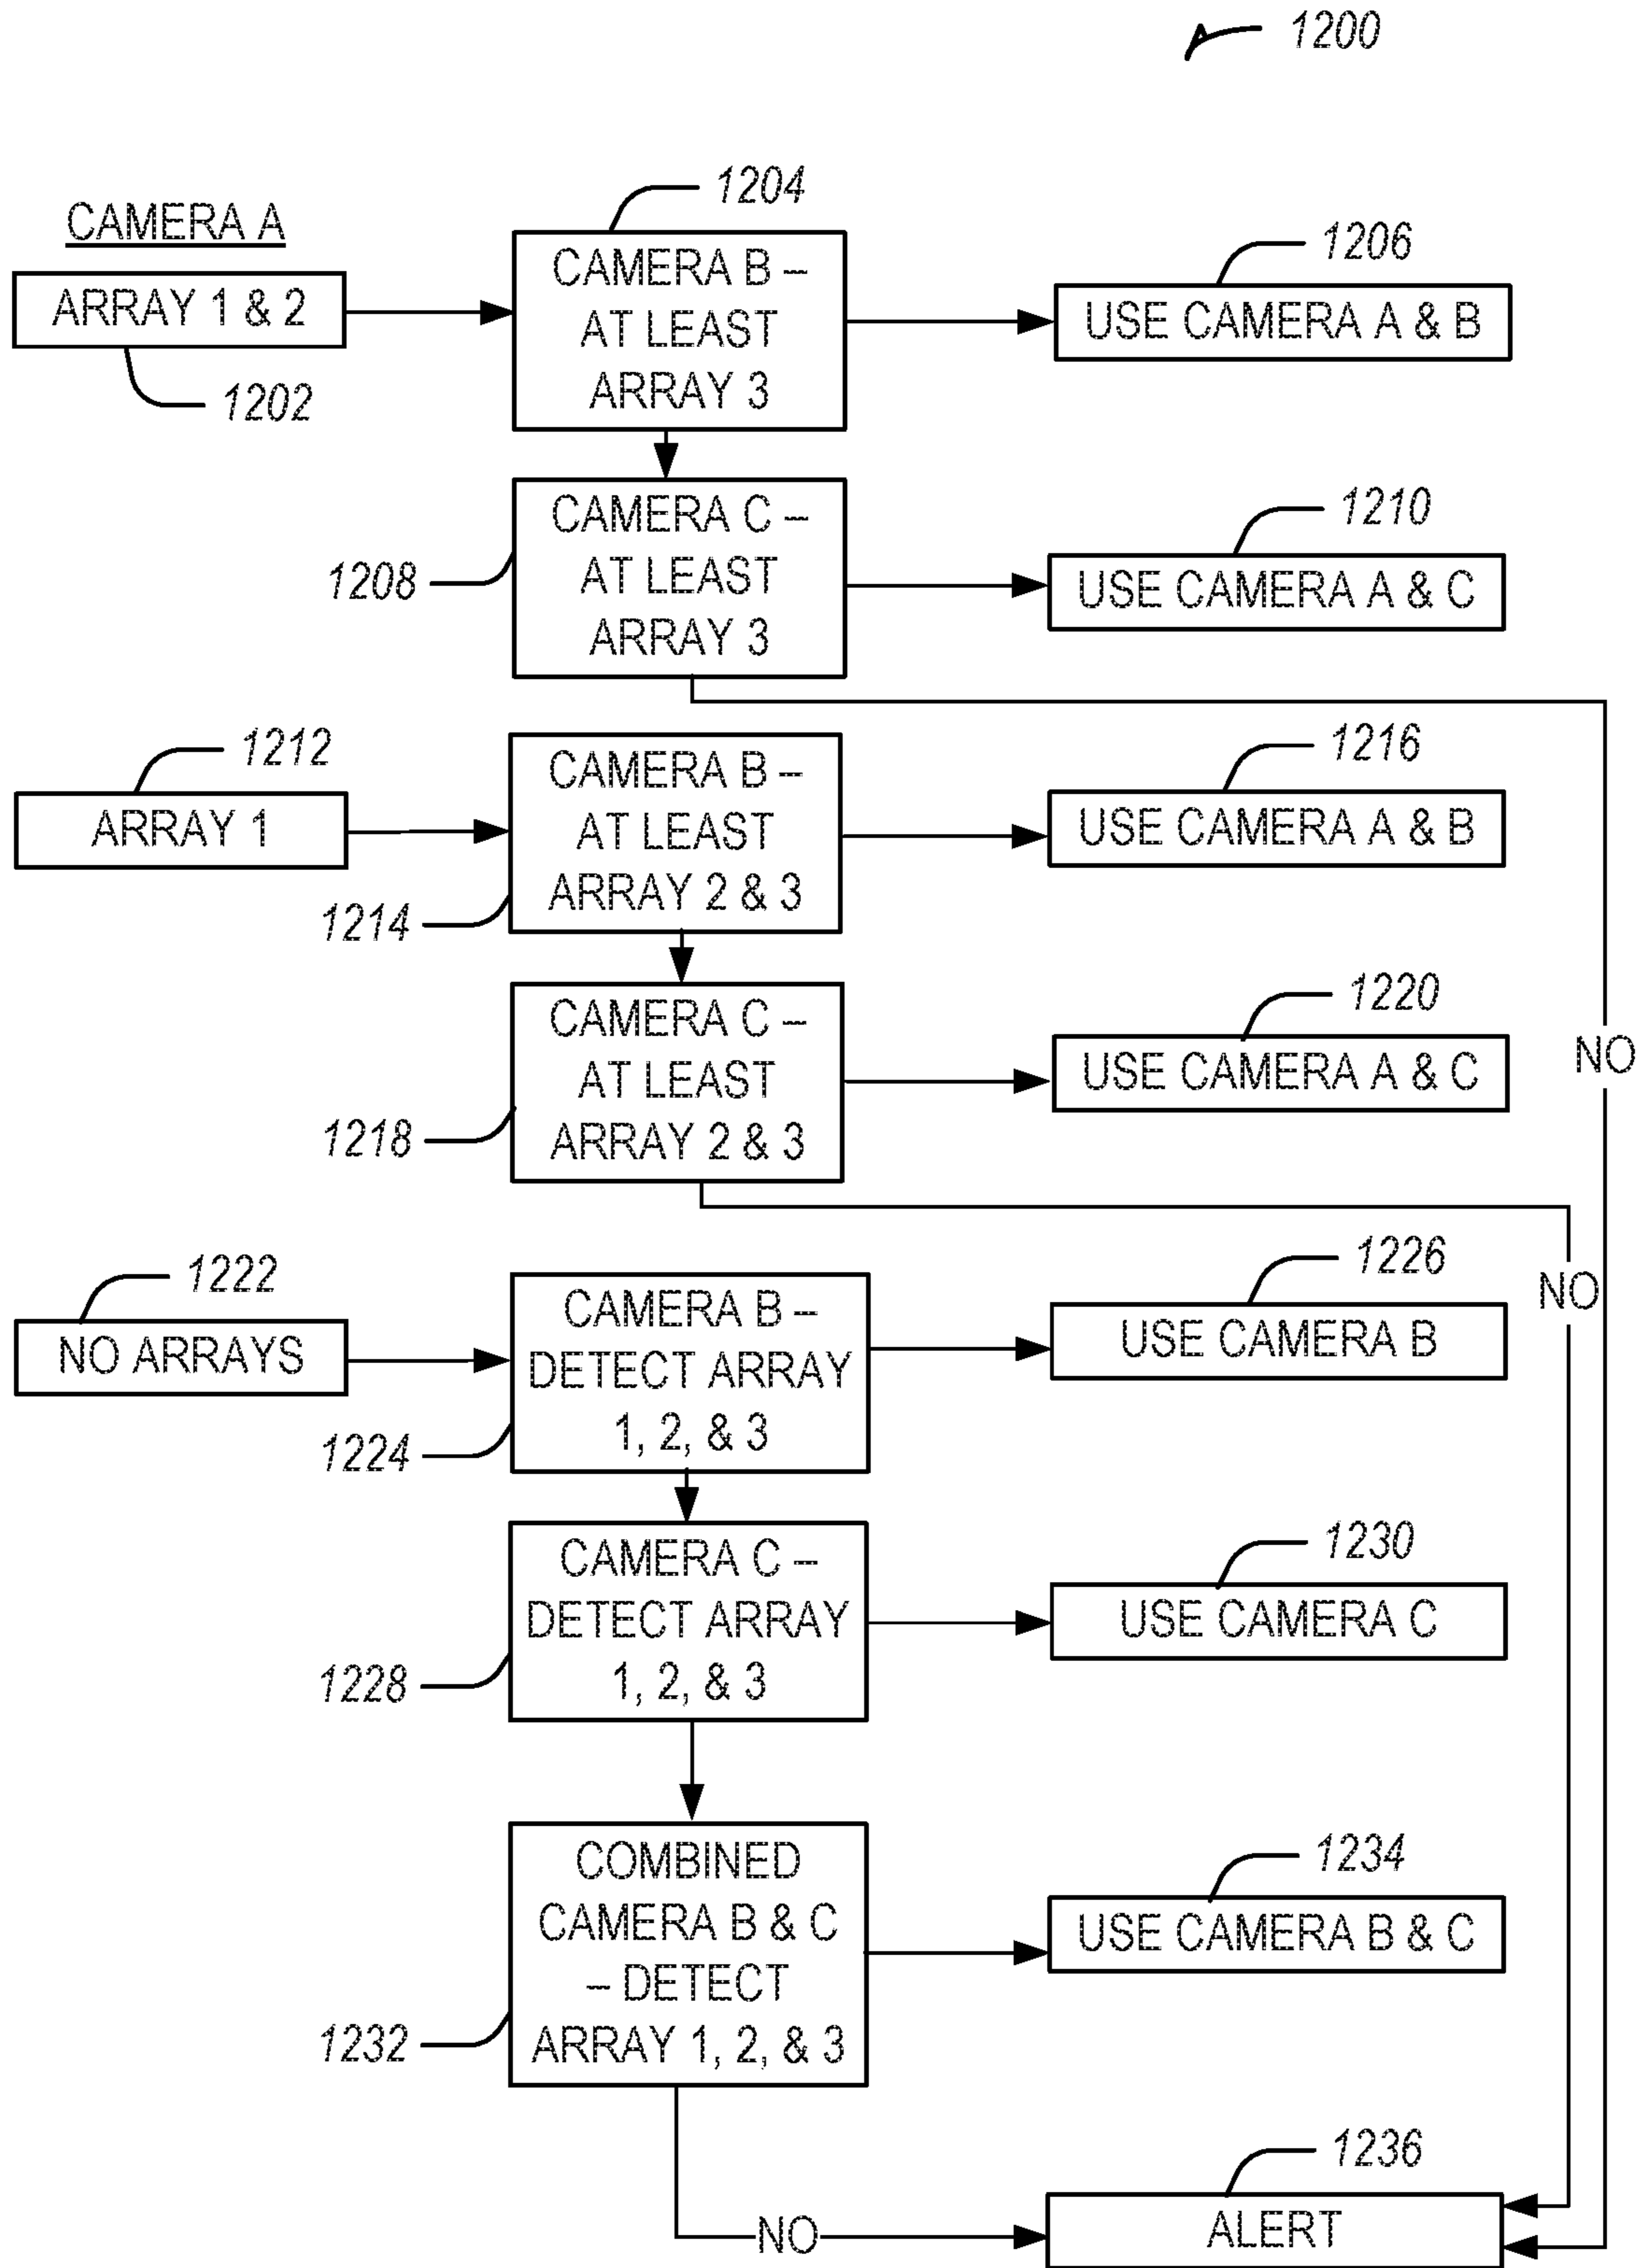 1200
1204
CAMERA A
CAMERA B –
AT LEAST
ARRAY 3
1206
ARRAY 1 & 2
USE CAMERA A & B
1202
CAMERA C –
AT LEAST
ARRAY 3
1208
1210
USE CAMERA A & C
1212
ARRAY 1
CAMERA B –
AT LEAST
ARRAY 2 & 3
1214
1216
USE CAMERA A & B
CAMERA C –
AT LEAST
ARRAY 2 & 3
1218
1220
USE CAMERA A & C
NO
1222
NO ARRAYS
CAMERA B –
DETECT ARRAY
1, 2, & 3
1224
1226
USE CAMERA B
NO
CAMERA C –
DETECT ARRAY
1, 2, & 3
1228
1230
USE CAMERA C
COMBINED
CAMERA B & C
– DETECT
ARRAY 1, 2, & 3
1232
1234
USE CAMERA B & C
1236
NO
ALERT